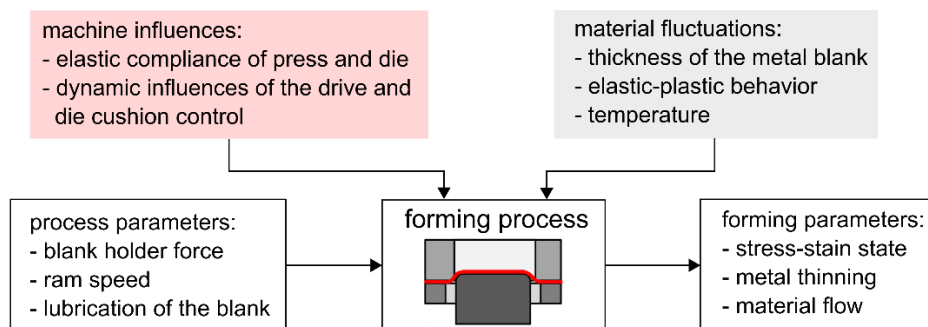 machine influences:
- elastic compliance of press and die
- dynamic influences of the drive and
die cushion control
material fluctuations:
- thickness of the metal blank
- elastic-plastic behavior
- temperature
process parameters:
- blank holder force
- ram speed
- lubrication of the blank
forming process
forming parameters:
- stress-stain state
- metal thinning
- material flow